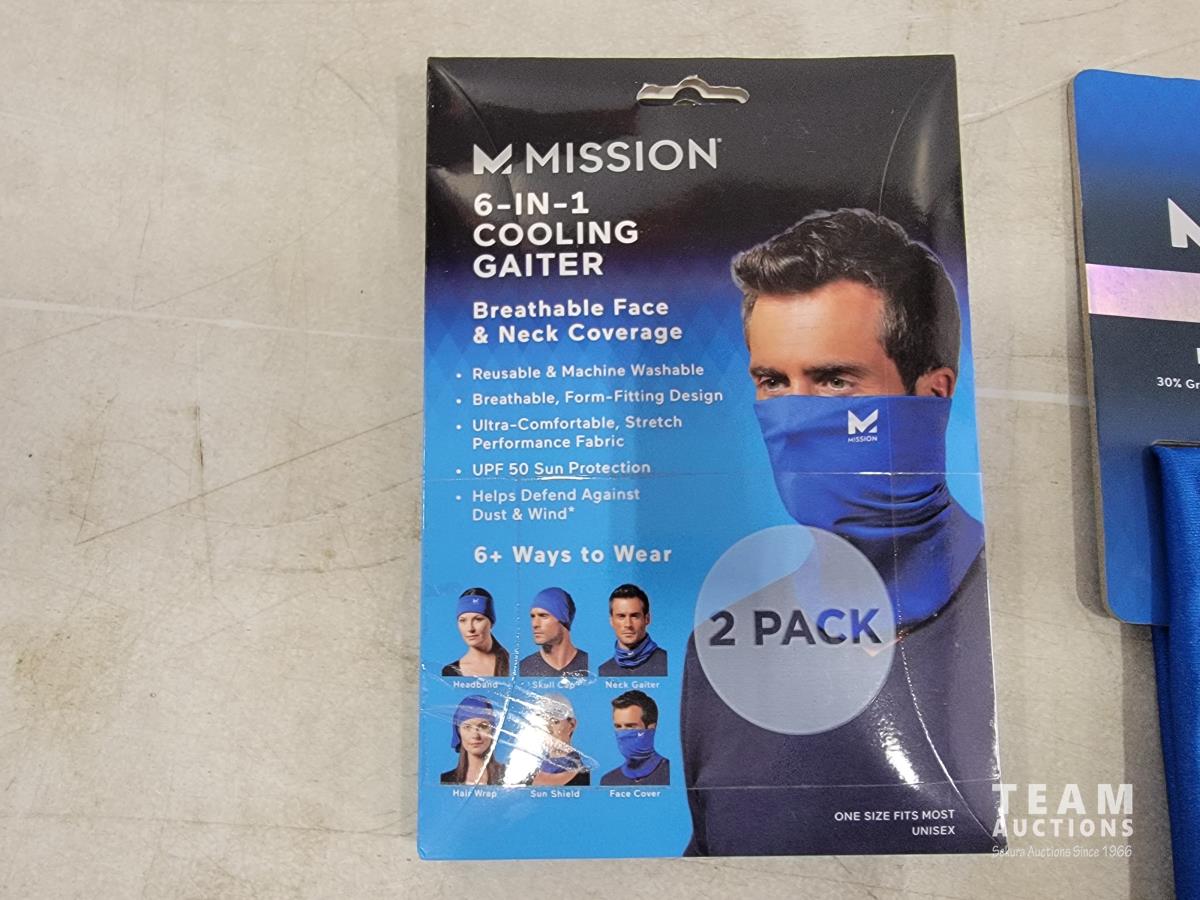 MISSION
6-IN-1
COOLING
GAITER
Breathable Face
& Neck Coverage
• Reusable & Machine Washable
• Breathable, Form-Fitting Design
• Ultra-Comfortable, Stretch
Performance Fabric
• UPF 50 Sun Protection
• Helps Defend Against
Dust & Wind*
6+ Ways to Wear
MISSION
2 PACK
Headband
Skull Cap
Neck Gaiter
Hair Wrap
Sun Shield
Face Cover
ONE SIZE FITS MOST
UNISEX
30%
TEAM
AUCTIONS
Sekura Auctions Since 1966